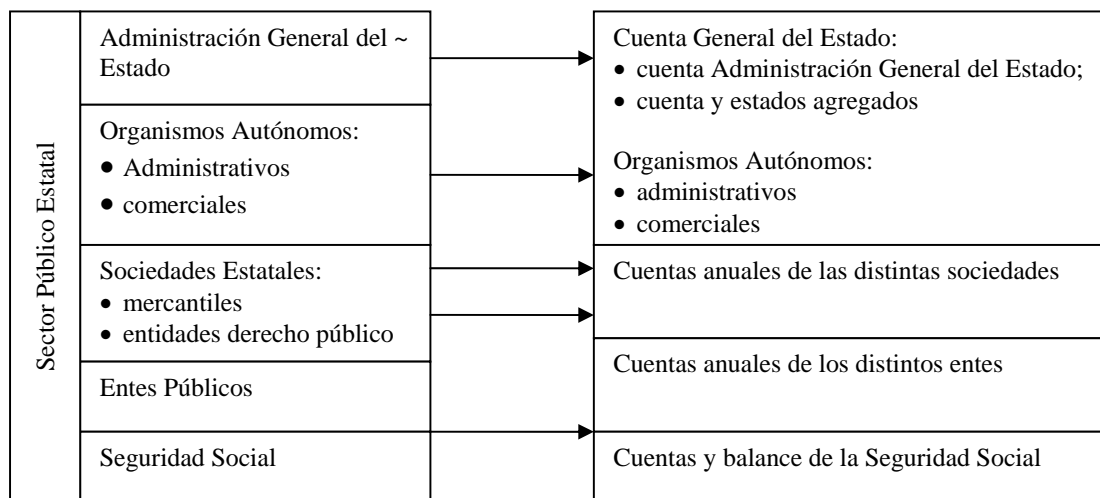 Sector Público Estatal
Administración General del ~
Estado
Organismos Autónomos:
• Administrativos
• comerciales
Sociedades Estatales:
• mercantiles
• entidades derecho público
Entes Públicos
Seguridad Social
Cuenta General del Estado:
• cuenta Administración General del Estado;
• cuenta y estados agregados
Organismos Autónomos:
• administrativos
• comerciales
Cuentas anuales de las distintas sociedades
Cuentas anuales de los distintos entes
Cuentas y balance de la Seguridad Social